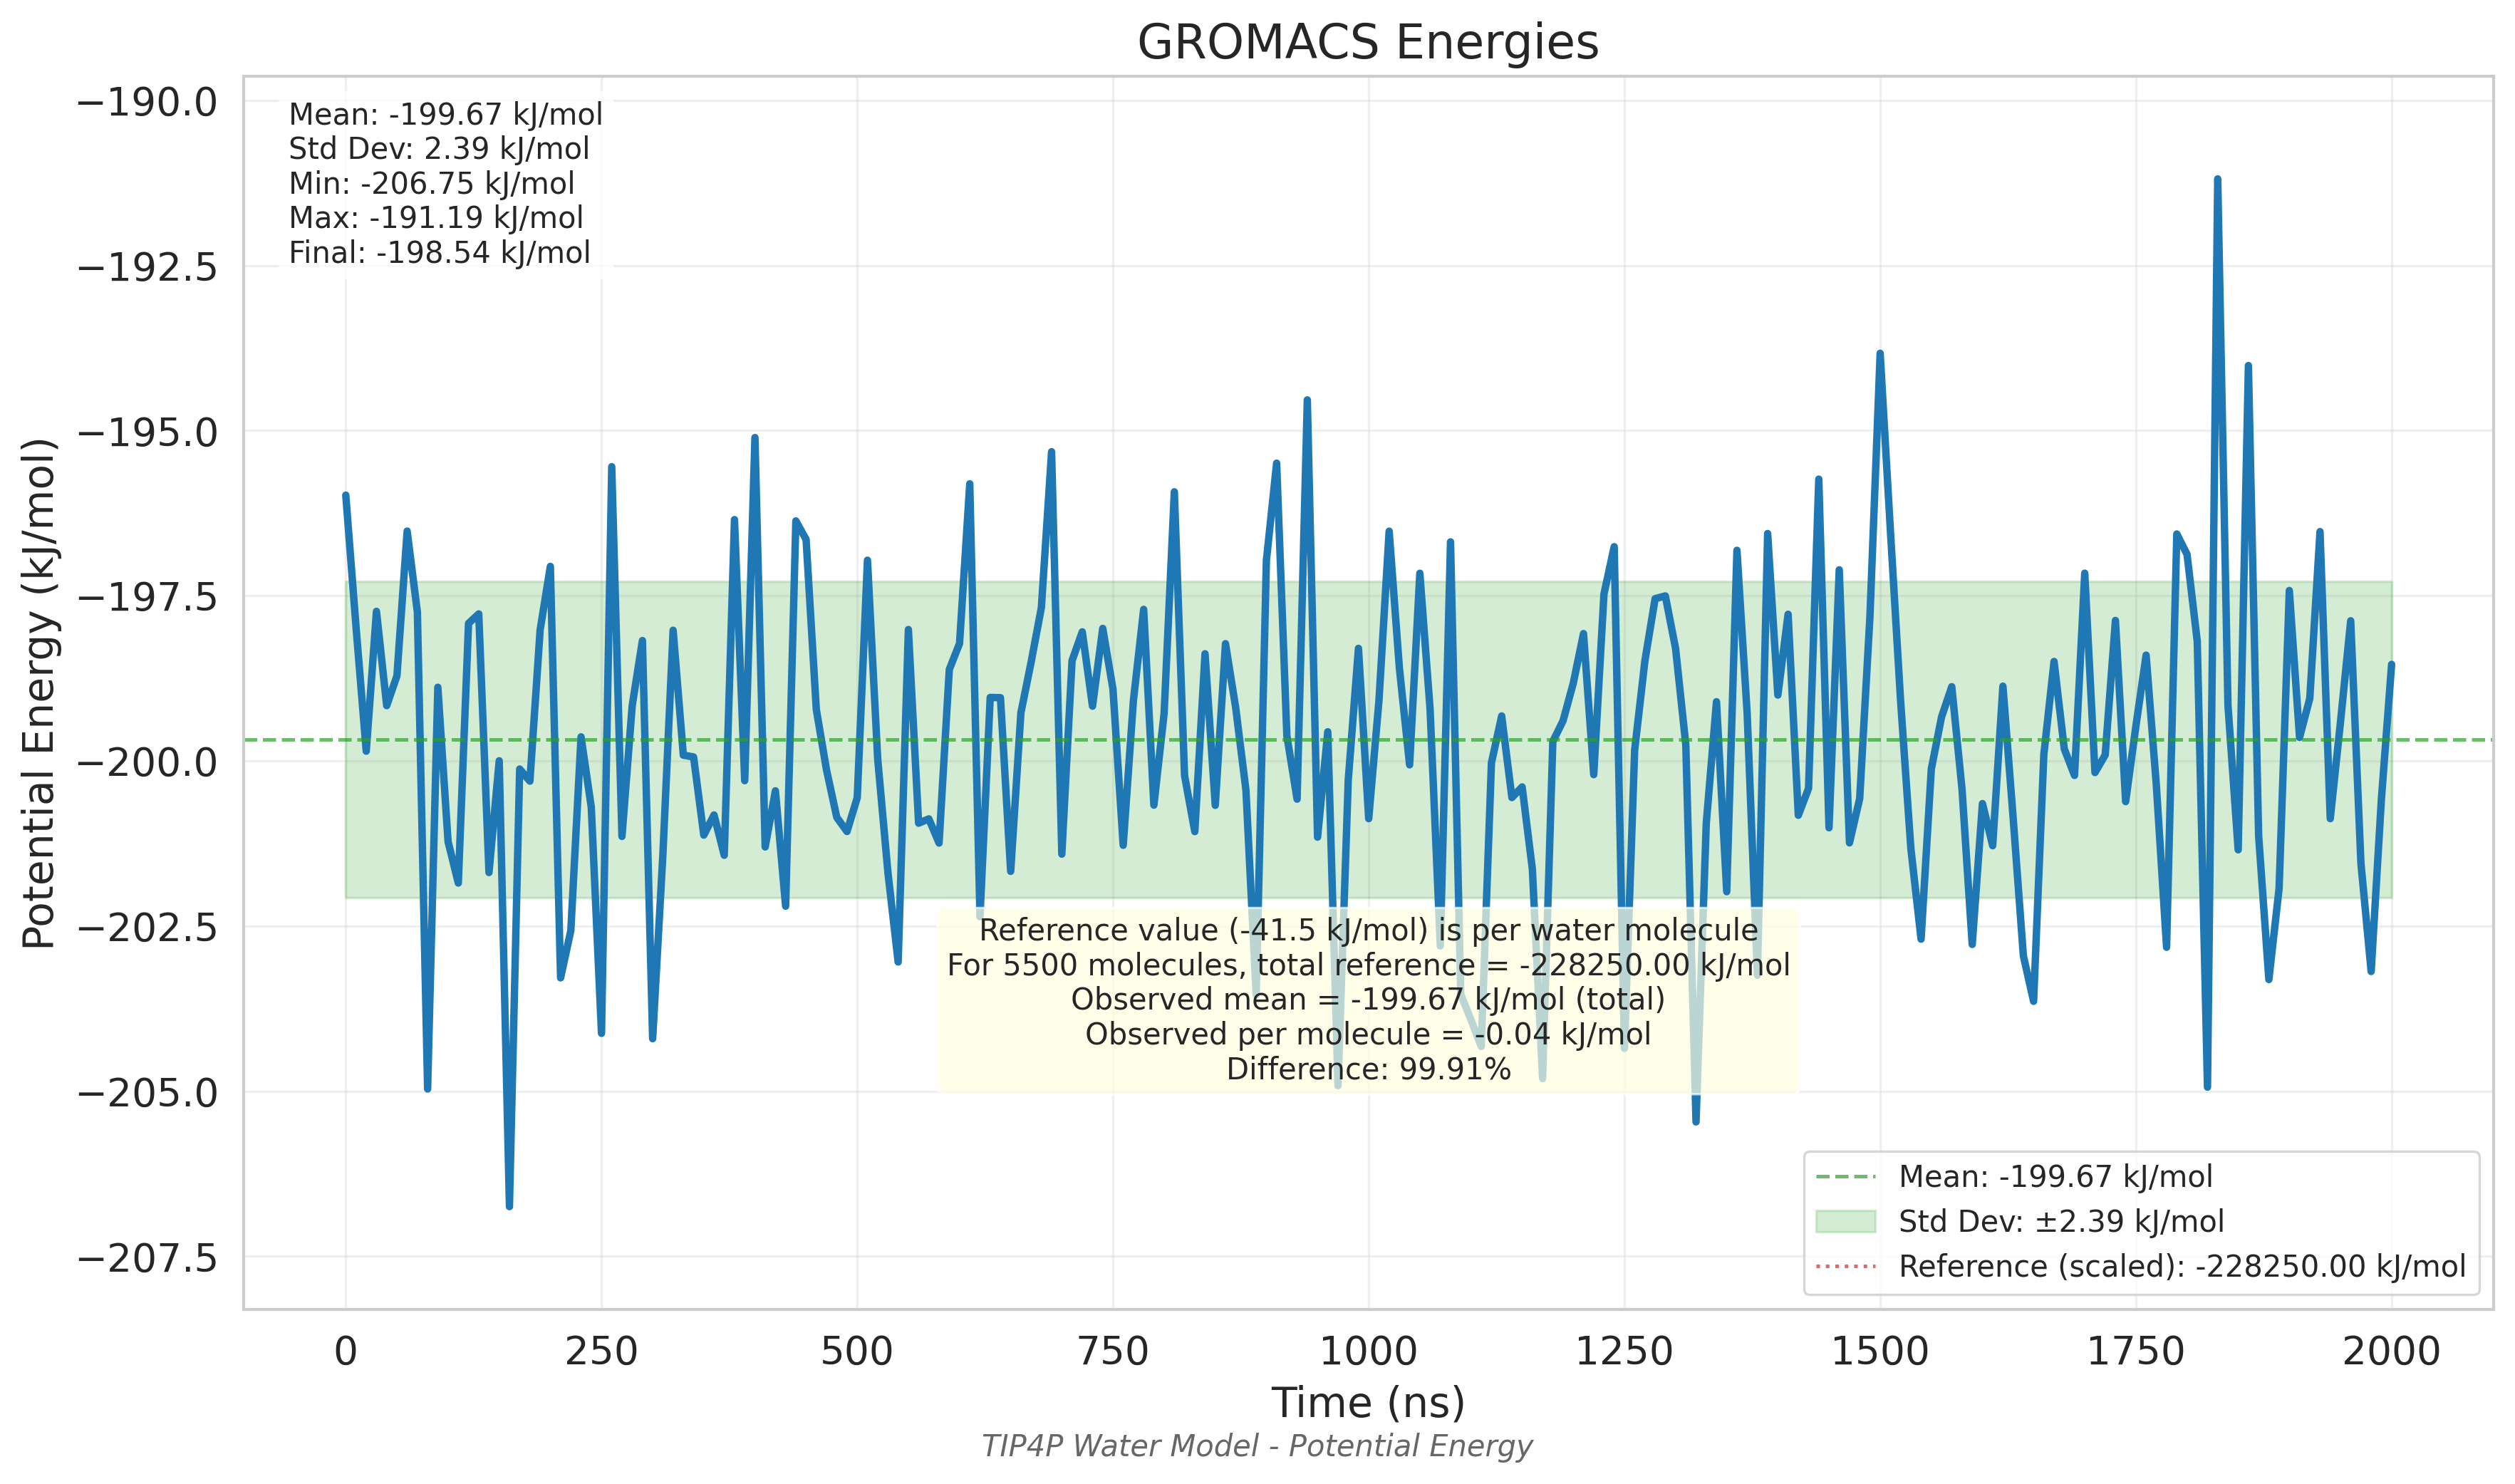 GROMACS Energies
Mean: -199.67 kJ/mol
Std Dev: 2.39 kJ/mol
Min: -206.75 kJ/mol
Max: -191.19 kJ/mol
Final: -198.54 kJ/mol
Potential Energy (kJ/mol)
−190.0
−192.5
−195.0
−197.5
−200.0
−202.5
−205.0
−207.5
Reference value (-41.5 kJ/mol) is per water molecule
For 5500 molecules, total reference = -228250.00 kJ/mol
Observed mean = -199.67 kJ/mol (total)
Observed per molecule = -0.04 kJ/mol
Difference: 99.91%
Mean: -199.67 kJ/mol
Std Dev: ±2.39 kJ/mol
Reference (scaled): -228250.00 kJ/mol
0 250 500 750 1000 1250 1500 1750 2000
Time (ns)
TIP4P Water Model - Potential Energy